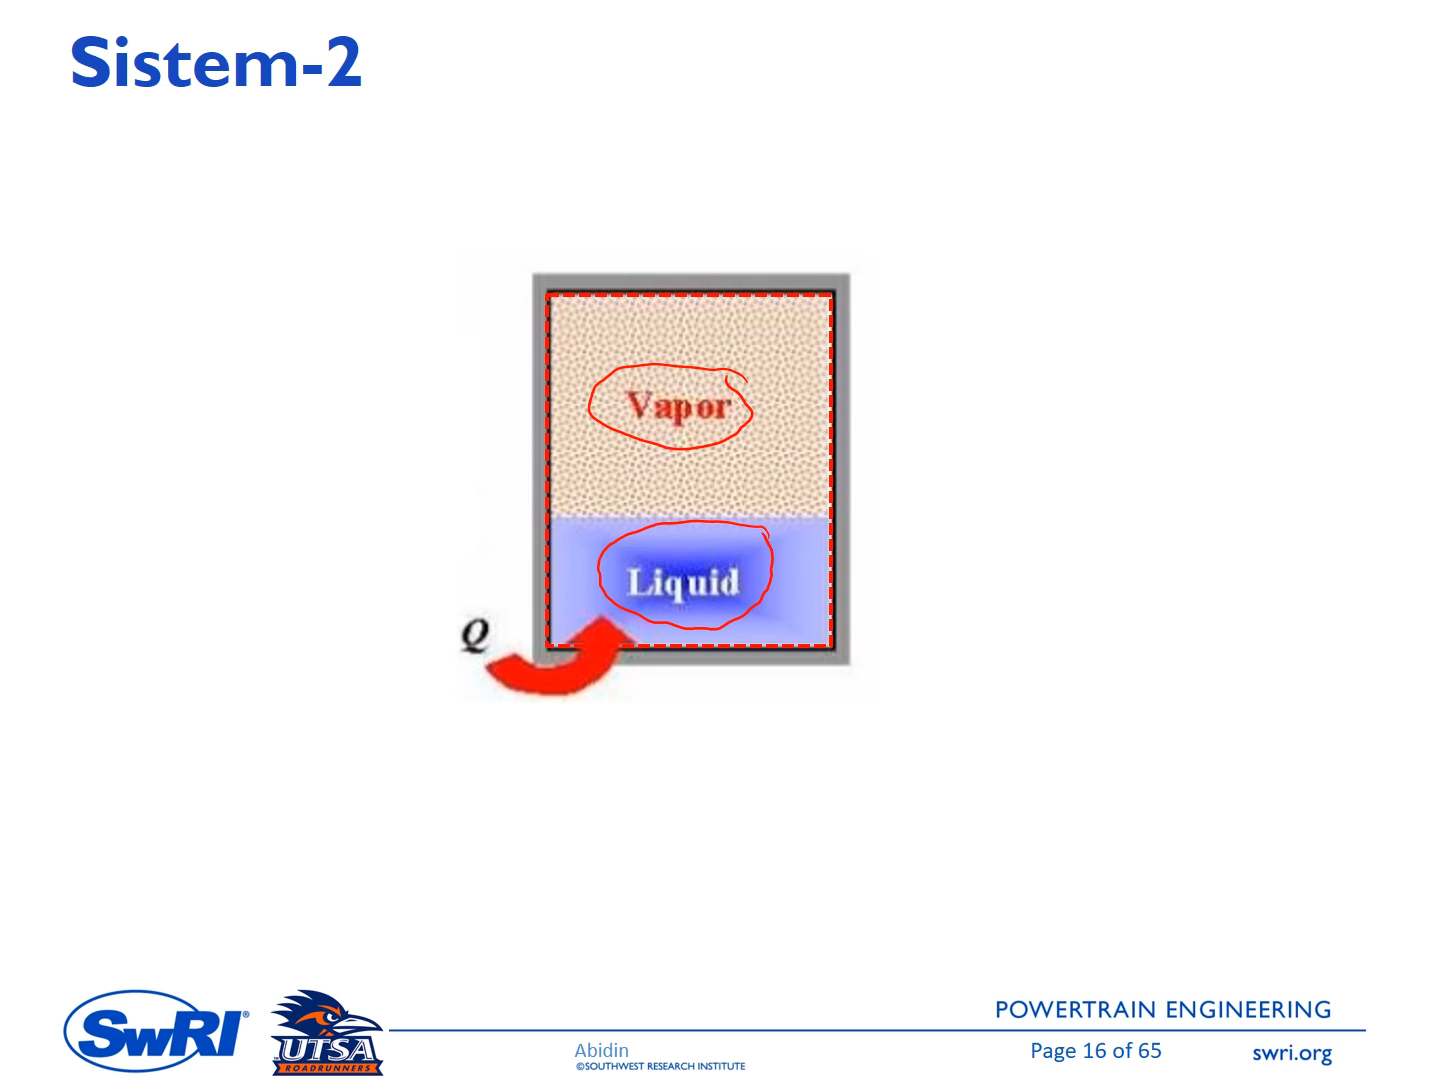 Sistem-2
Vapor
Liquid
Q
SwRI®
UTSA
ROADRUNNERS
Abidin
©SOUTHWEST RESEARCH INSTITUTE
POWERTRAIN ENGINEERING
Page 16 of 65
swri.org